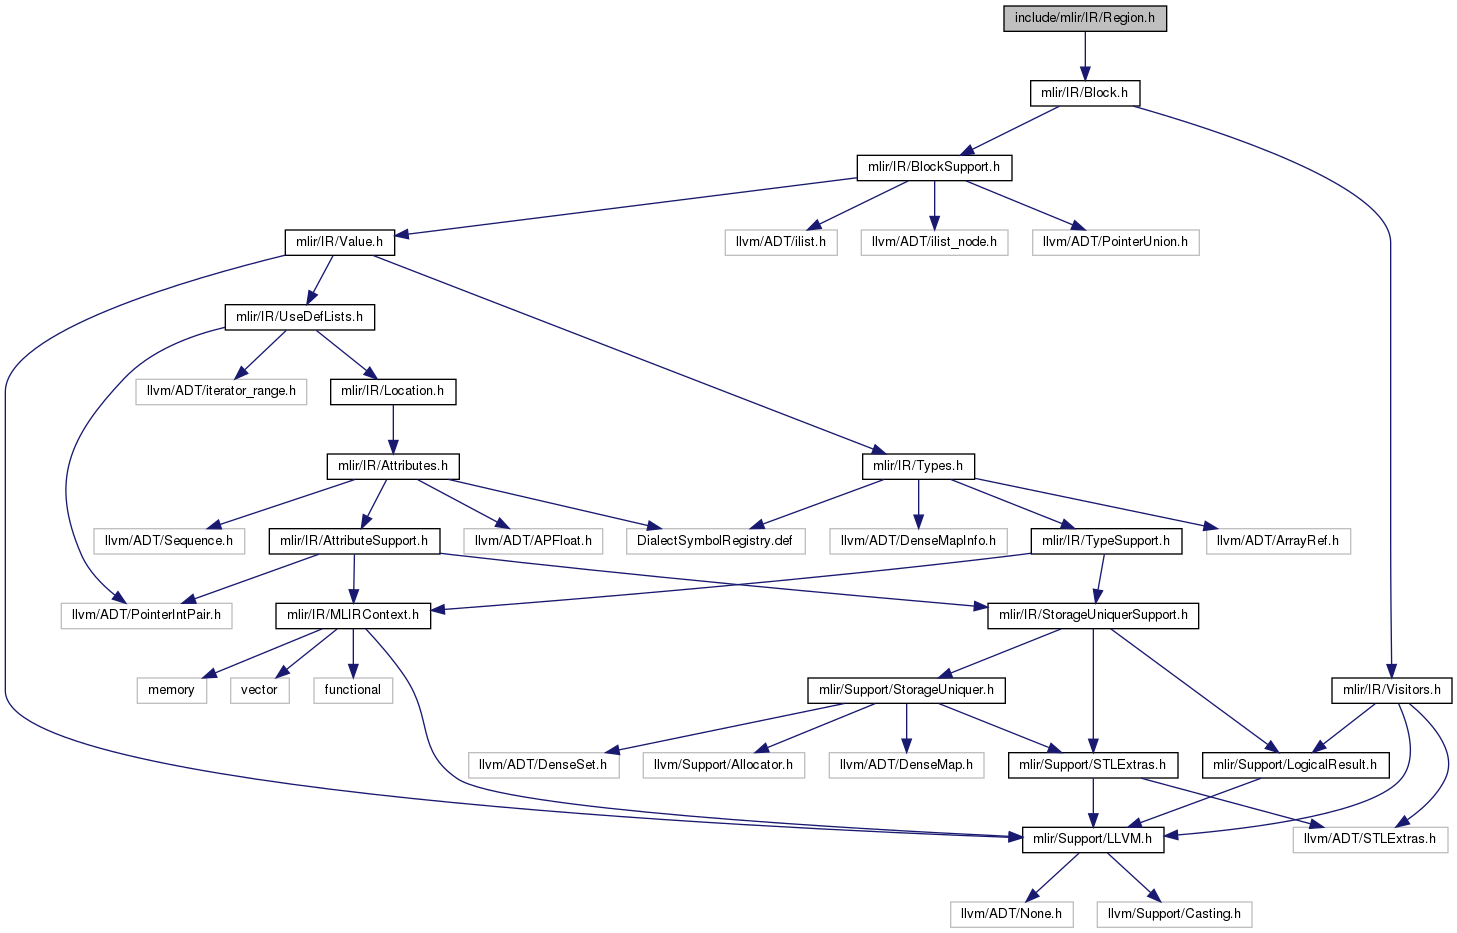 include/mlir/IR/Region.h
mlir/IR/Block.h
mlir/IR/BlockSupport.h
mlir/IR/Value.h
llvm/ADT/ilist.h
llvm/ADT/ilist_node.h
llvm/ADT/PointerUnion.h
mlir/IR/UseDefLists.h
llvm/ADT/iterator_range.h
mlir/IR/Location.h
mlir/IR/Attributes.h
mlir/IR/Types.h
llvm/ADT/Sequence.h
mlir/IR/AttributeSupport.h
llvm/ADT/APFloat.h
DialectSymbolRegistry.def
llvm/ADT/DenseMapInfo.h
mlir/IR/TypeSupport.h
llvm/ADT/ArrayRef.h
llvm/ADT/PointerIntPair.h
mlir/IR/MLIRContext.h
mlir/IR/StorageUniquerSupport.h
memory
vector
functional
mlir/Support/StorageUniquer.h
mlir/IR/Visitors.h
llvm/ADT/DenseSet.h
llvm/Support/Allocator.h
llvm/ADT/DenseMap.h
mlir/Support/STLExtras.h
mlir/Support/LogicalResult.h
mlir/Support/LLVM.h
llvm/ADT/STLExtras.h
llvm/ADT/None.h
llvm/Support/Casting.h